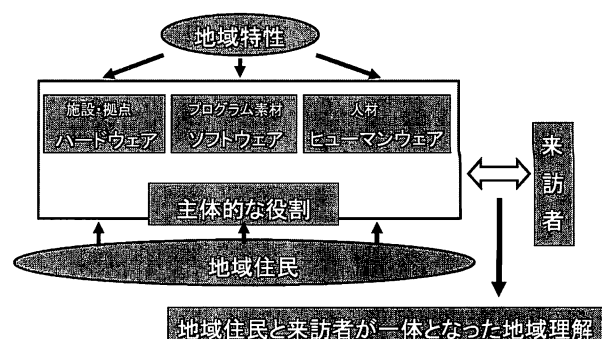 地域特性
施設・拠点
ハードウェア
プログラム素材
ソフトウェア
人材
ヒューマンウェア
来訪者
主体的な役割
地域住民
地域住民と来訪者が一体となった地域理解